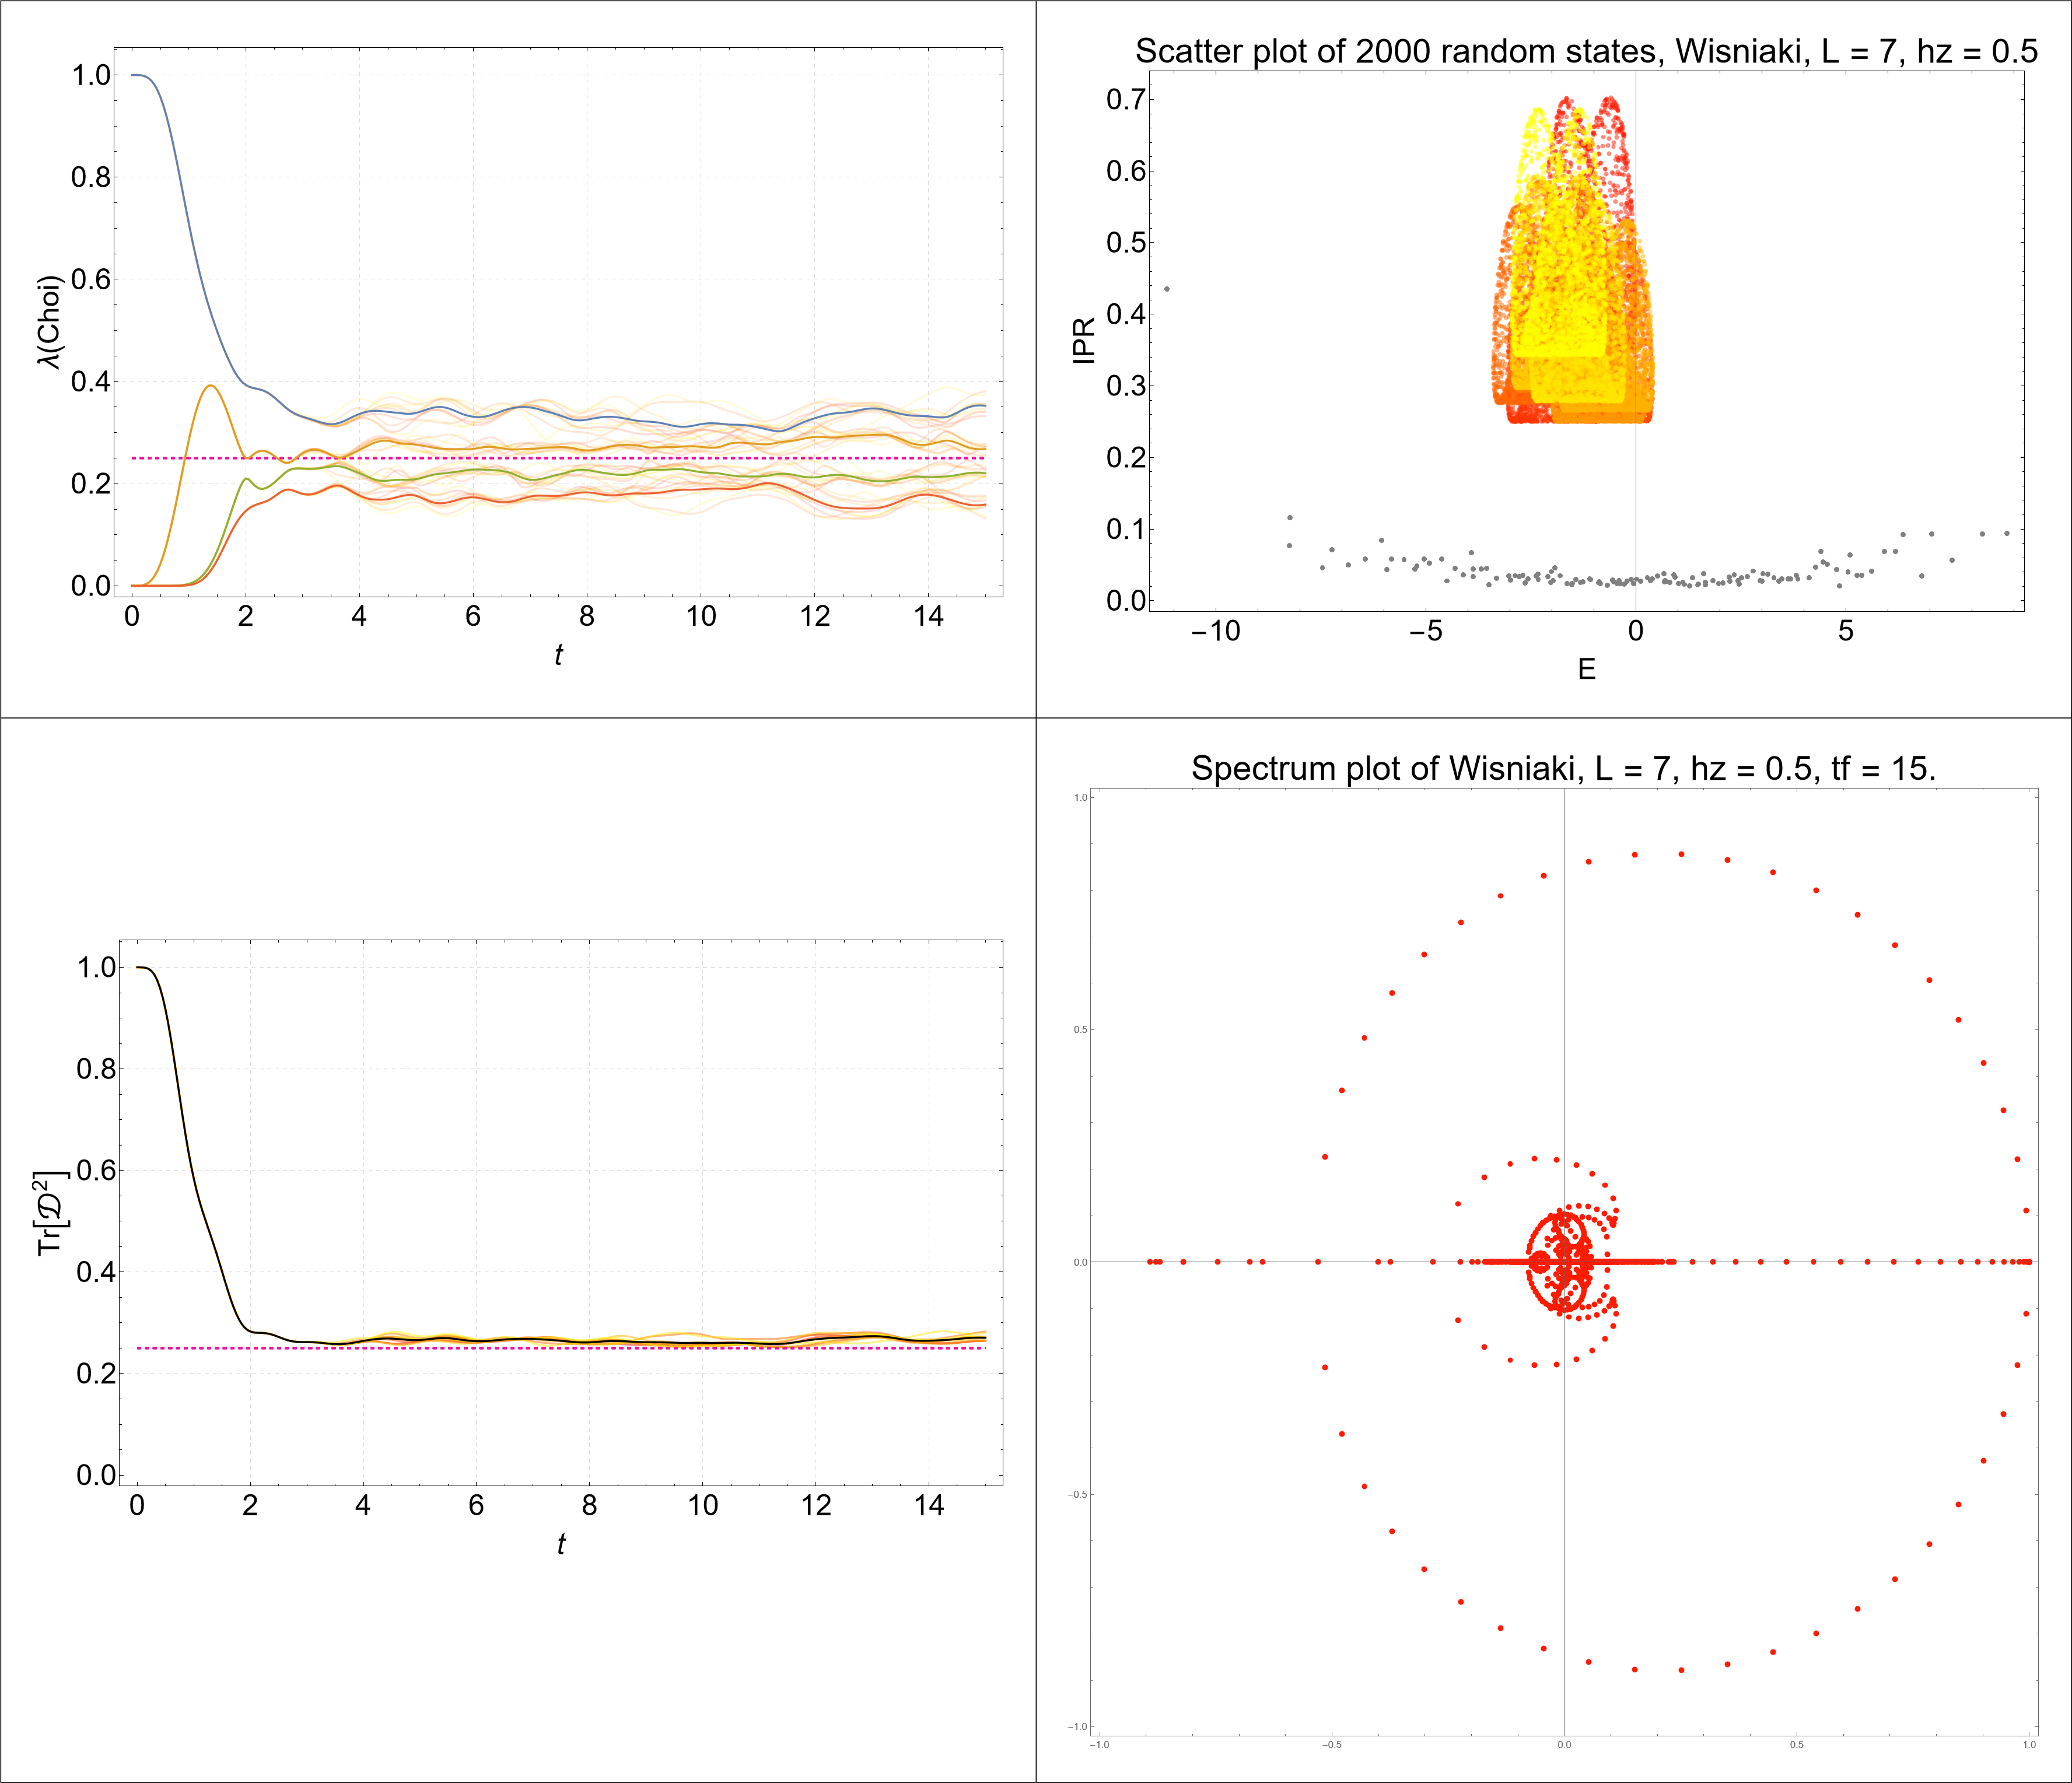 1.0
0.8
0.6
0.4
0.2
0.0
λ(Choi)
0 2 4 6 8 10 12 14
t
Scatter plot of 2000 random states, Wisniaki, L = 7, hz = 0.5
0.7
0.6
0.5
0.4
0.3
0.2
0.1
0.0
IPR
−10 −5 0 5
E
1.0
0.8
0.6
0.4
0.2
0.0
Tr[𝒟²]
0 2 4 6 8 10 12 14
t
Spectrum plot of Wisniaki, L = 7, hz = 0.5, tf = 15.
1.0
0.5
0.0
−0.5
−1.0
−1.0 −0.5 0.0 0.5 1.0